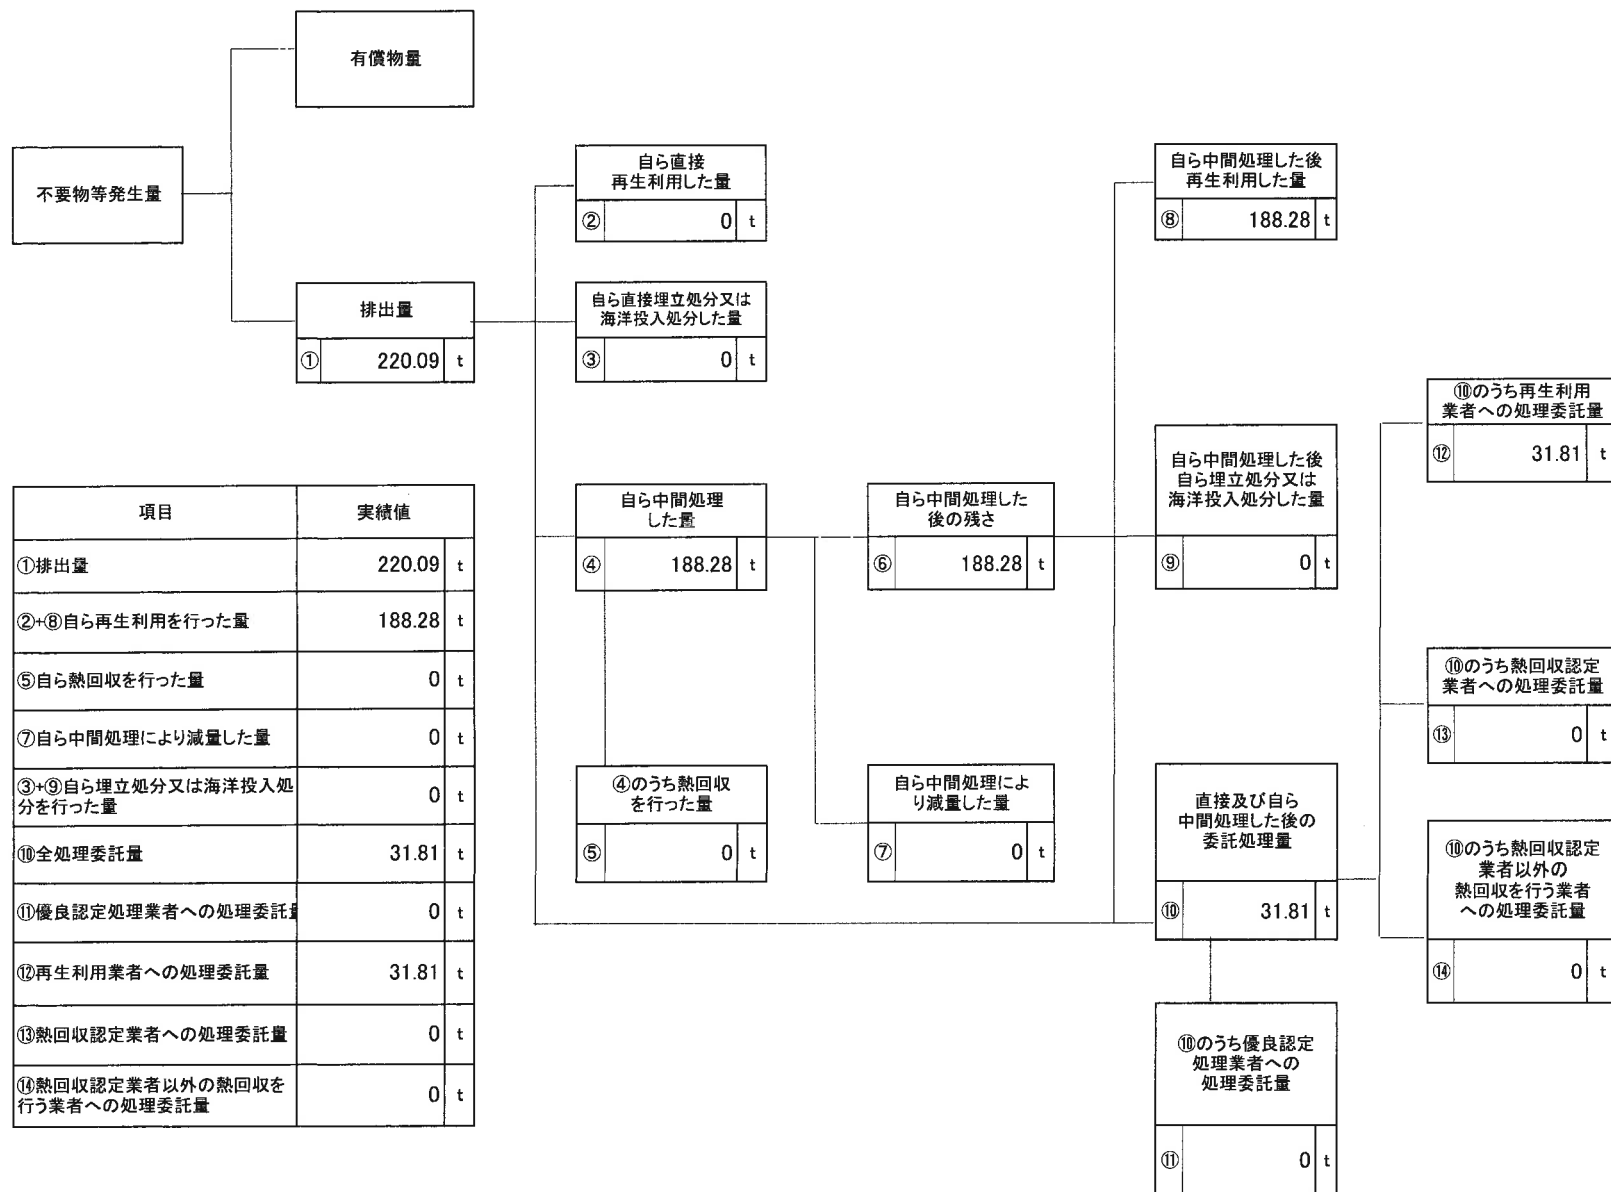 有償物量
不要物等発生量
排出量
① 220.09 t
自ら直接
再生利用した量
② 0 t
自ら直接埋立処分又は
海洋投入処分した量
③ 0 t
自ら中間処理
した量
④ 188.28 t
④のうち熱回収
を行った量
⑤ 0 t
自ら中間処理した
後の残さ
⑥ 188.28 t
自ら中間処理によ
り減量した量
⑦ 0 t
自ら中間処理した後
再生利用した量
⑧ 188.28 t
自ら中間処理した後
自ら埋立処分又は
海洋投入処分した量
⑨ 0 t
直接及び自ら
中間処理した後の
委託処理量
⑩ 31.81 t
⑩のうち優良認定
処理業者への
処理委託量
⑪ 0 t
⑩のうち再生利用
業者への処理委託量
⑫ 31.81 t
⑩のうち熱回収認定
業者への処理委託量
⑬ 0 t
⑩のうち熱回収認定
業者以外の
熱回収を行う業者
への処理委託量
⑭ 0 t
項目 実績値
①排出量 220.09 t
②+⑧自ら再生利用を行った量 188.28 t
⑤自ら熱回収を行った量 0 t
⑦自ら中間処理により減量した量 0 t
③+⑨自ら埋立処分又は海洋投入処
分を行った量 0 t
⑩全処理委託量 31.81 t
⑪優良認定処理業者への処理委託量 0 t
⑫再生利用業者への処理委託量 31.81 t
⑬熱回収認定業者への処理委託量 0 t
⑭熱回収認定業者以外の熱回収を
行う業者への処理委託量 0 t